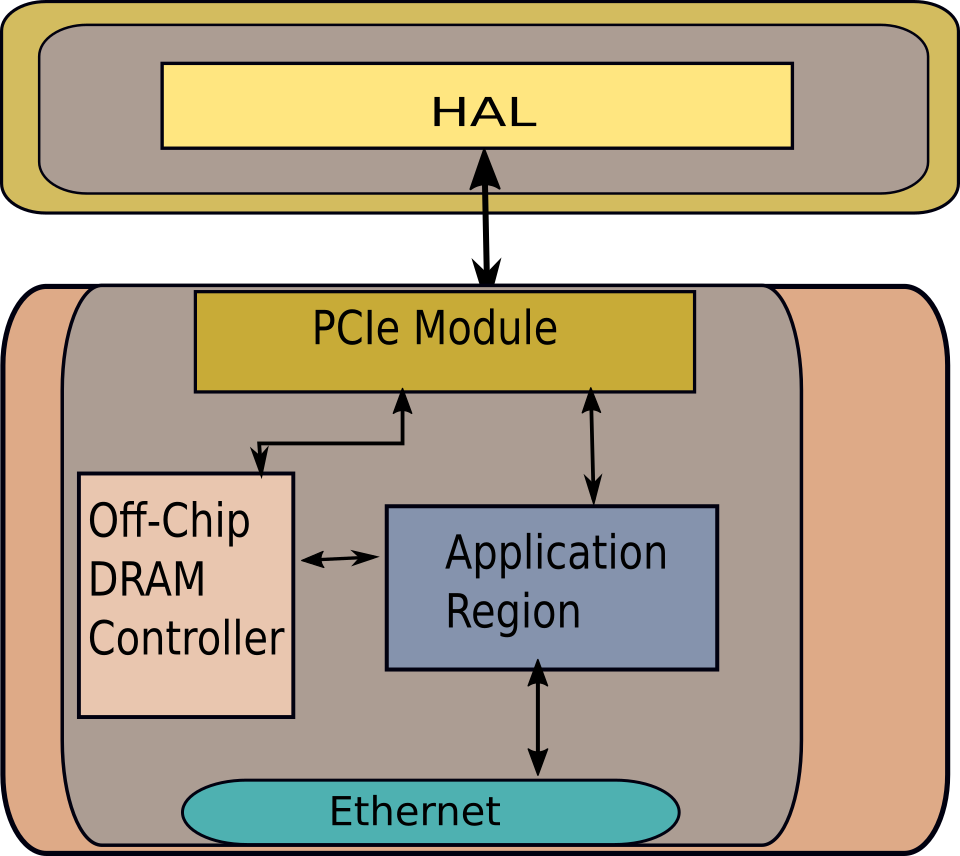 HAL
PCIe Module
Off-Chip
DRAM
Controller
Application
Region
Ethernet